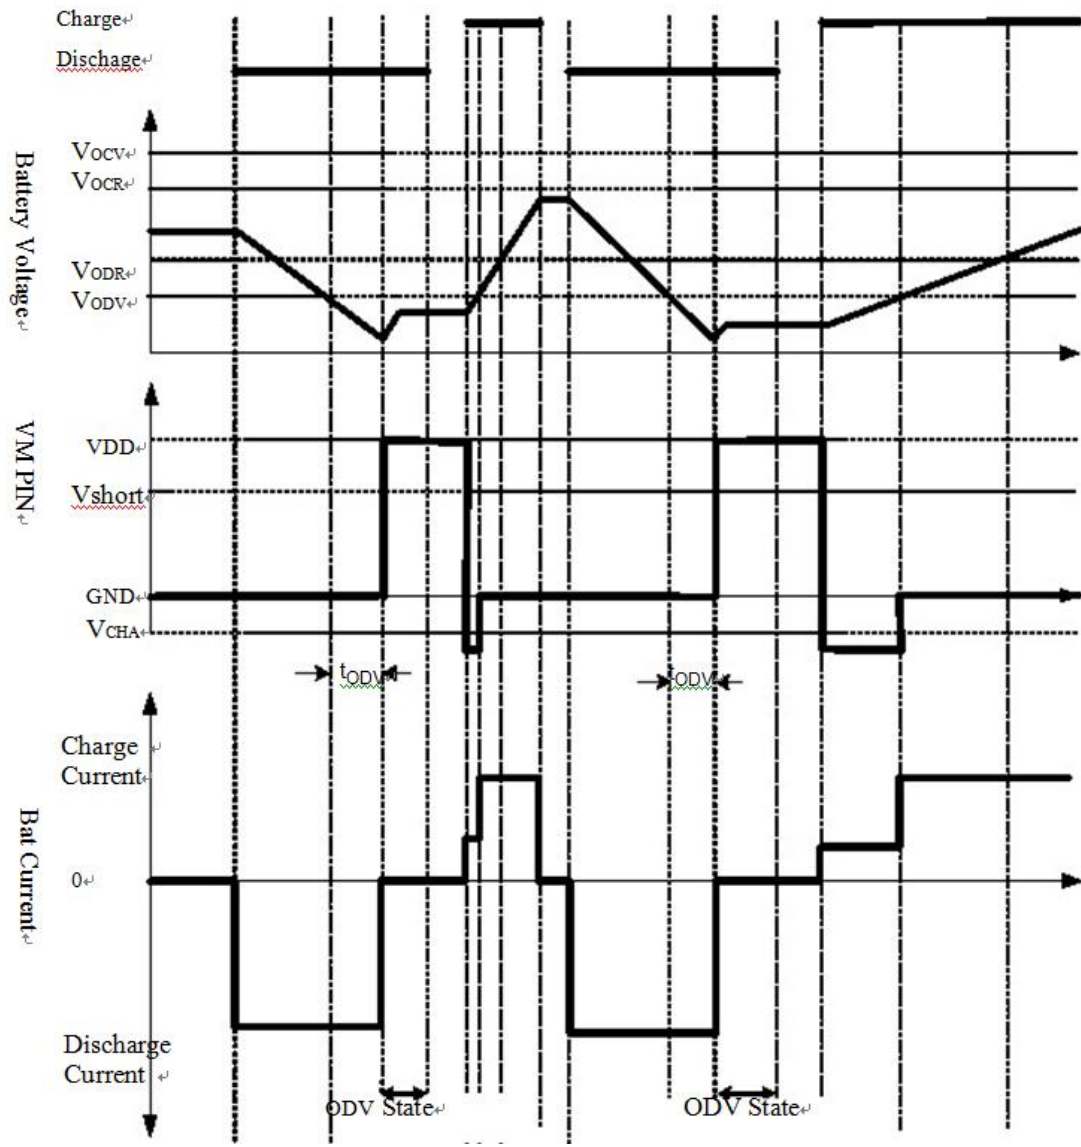 Charge
Dischage
Battery Voltage
VOCV
VOCR
VODR
VODV
VM PIN
VDD
Vshort
GND
VCHA
tODV
tODV
Bat Current
Charge
Current
0
Discharge
Current
ODV State
ODV State